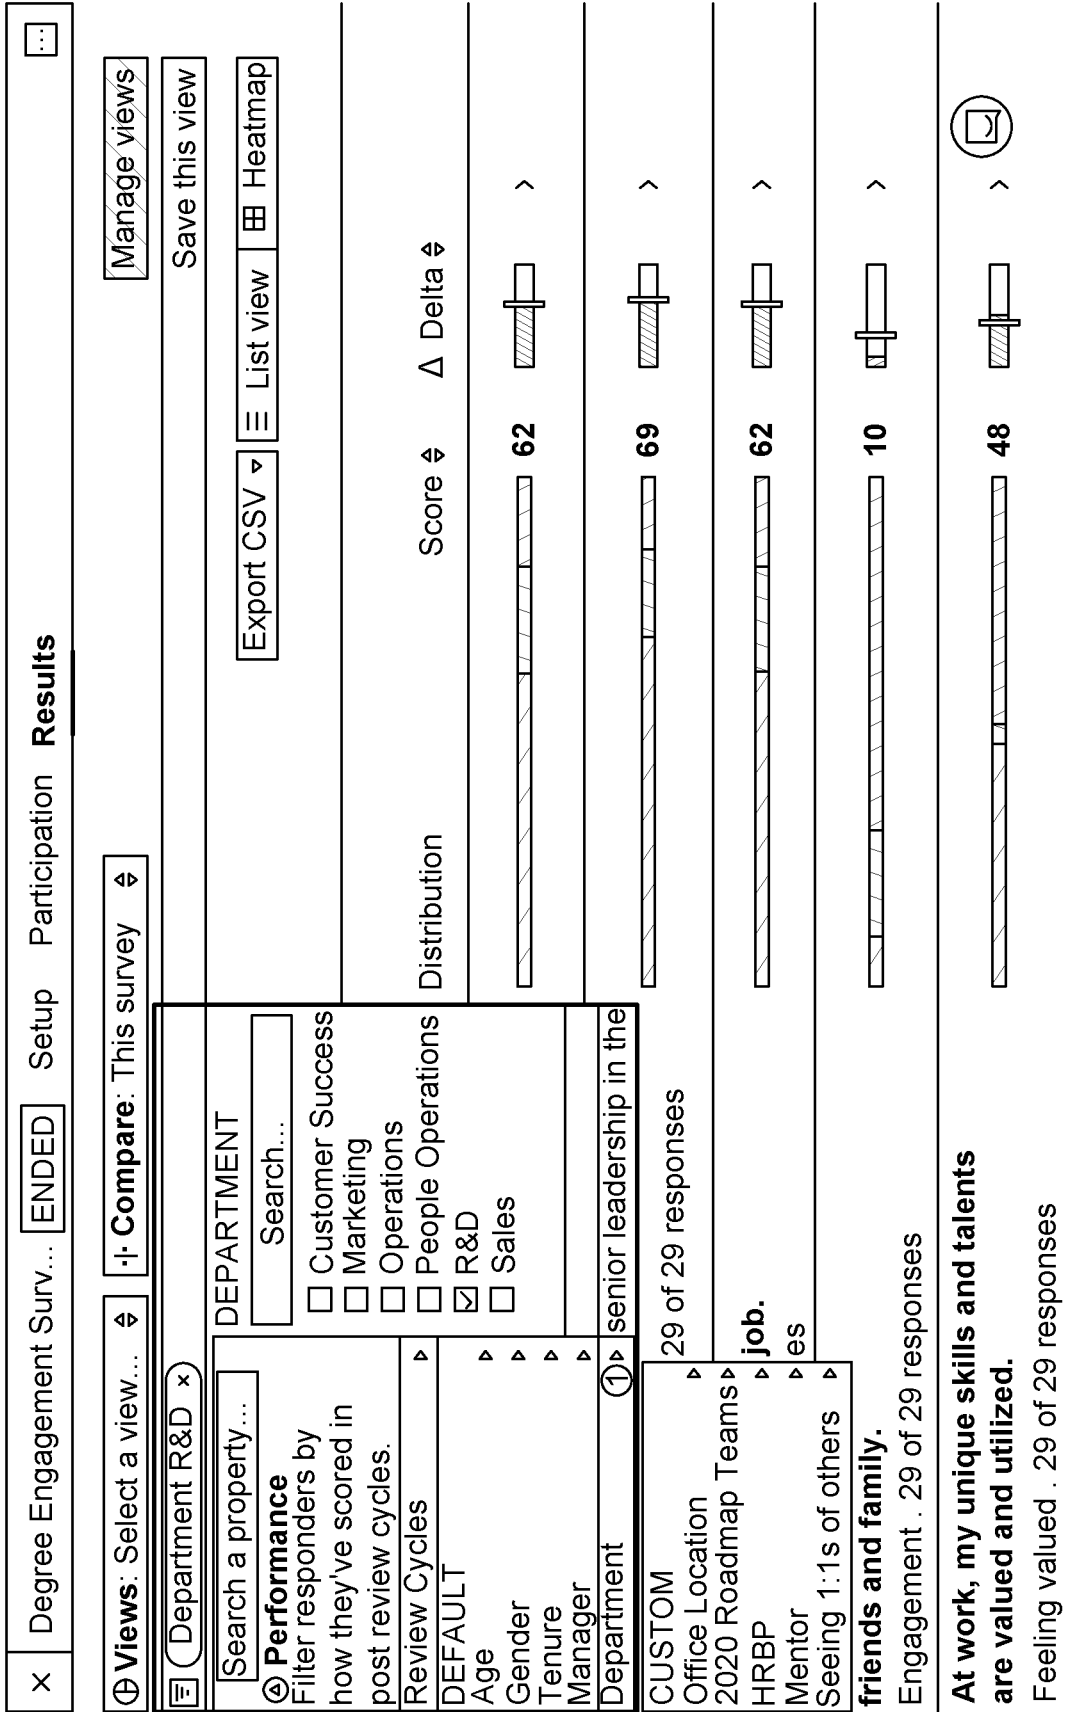 × Degree Engagement Surv... ENDED Setup Participation Results ...
Views: Select a view... Compare: This survey Manage views
Department R&D × Save this view
Search a property...
Performance
Filter responders by
how they've scored in
post review cycles.
Review Cycles
DEFAULT
Age
Gender
Tenure
Manager
Department 1
CUSTOM
Office Location
2020 Roadmap Teams
HRBP
Mentor
Seeing 1:1s of others
DEPARTMENT
Search...
Customer Success
Marketing
Operations
People Operations
R&D
Sales
Export CSV List view Heatmap
Distribution Score Δ Delta
62
senior leadership in the
29 of 29 responses
69
job.
es
62
friends and family.
Engagement . 29 of 29 responses
10
At work, my unique skills and talents
are valued and utilized.
Feeling valued . 29 of 29 responses
48